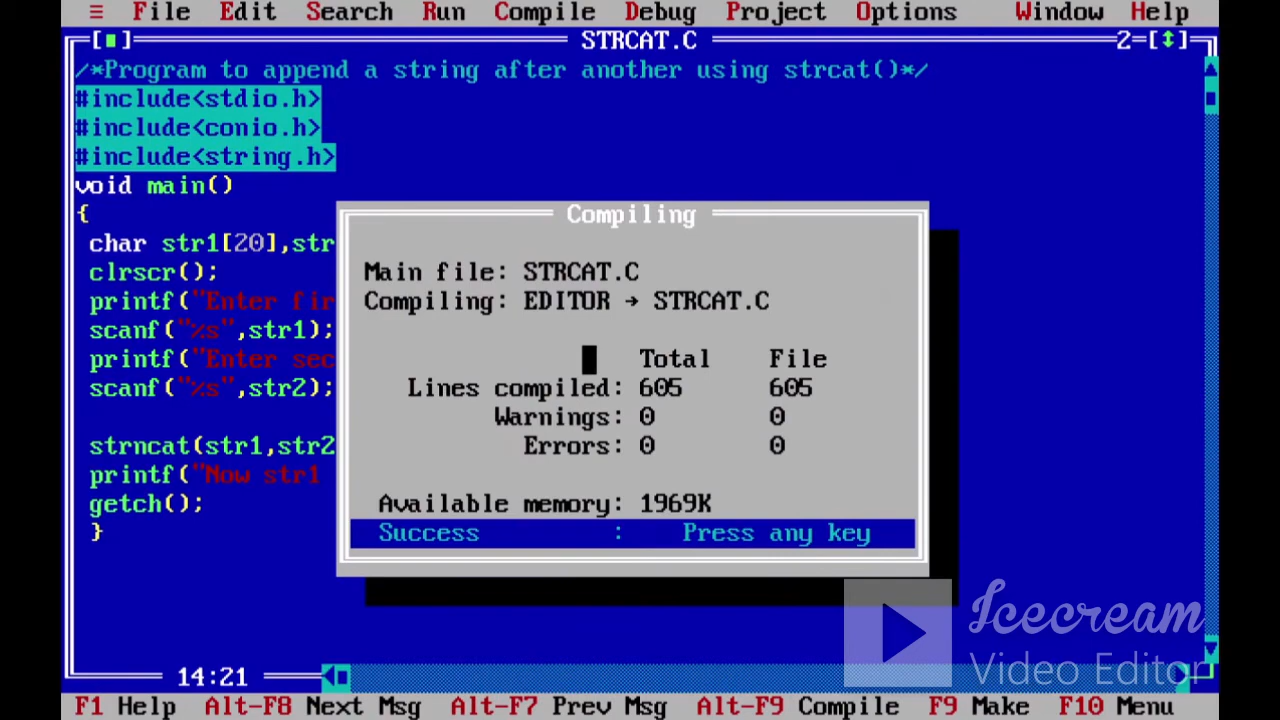 ≡ File Edit Search Run Compile Debug Project Options Window Help
STRCAT.C 2
/*Program to append a string after another using strcat()*/
#include<stdio.h>
#include<conio.h>
#include<string.h>
void main()
{
char str1[20],str
clrscr();
printf("Enter fir
scanf("%s",str1);
printf("Enter sec
scanf("%s",str2);
strncat(str1,str2
printf("Now str1
getch();
}
Compiling
Main file: STRCAT.C
Compiling: EDITOR → STRCAT.C
Total File
Lines compiled: 605 605
Warnings: 0 0
Errors: 0 0
Available memory: 1969K
Success : Press any key
Icecream
Video Editor
14:21
F1 Help Alt-F8 Next Msg Alt-F7 Prev Msg Alt-F9 Compile F9 Make F10 Menu